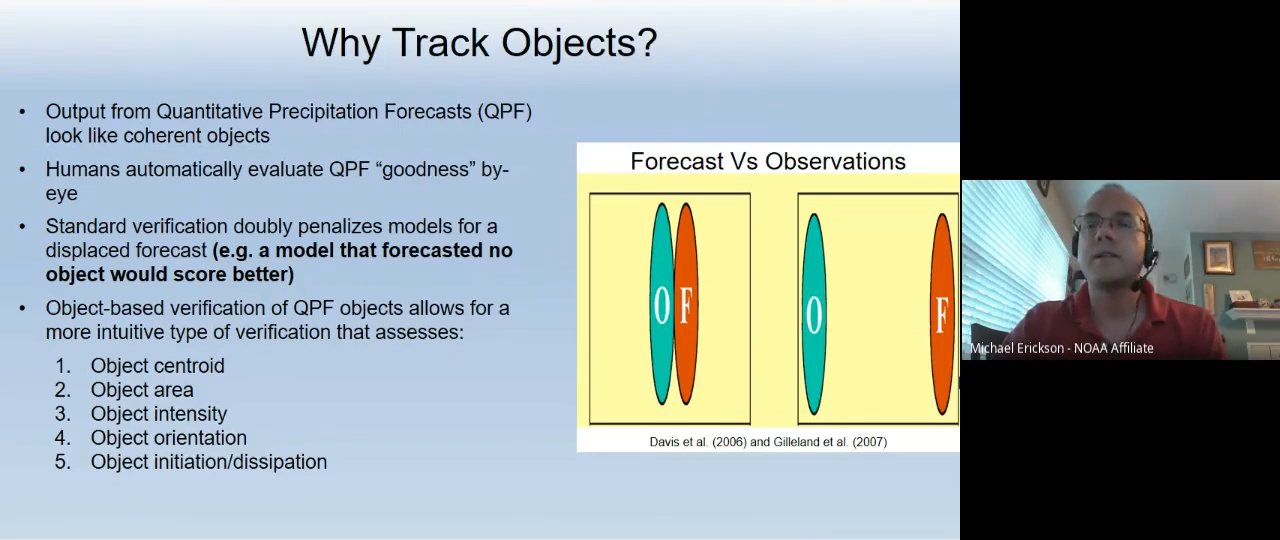 Why Track Objects?
• Output from Quantitative Precipitation Forecasts (QPF)
look like coherent objects
• Humans automatically evaluate QPF “goodness” by-
eye
• Standard verification doubly penalizes models for a
displaced forecast (e.g. a model that forecasted no
object would score better)
• Object-based verification of QPF objects allows for a
more intuitive type of verification that assesses:
1. Object centroid
2. Object area
3. Object intensity
4. Object orientation
5. Object initiation/dissipation
Forecast Vs Observations
O F
O F
Davis et al. (2006) and Gilleland et al. (2007)
Michael Erickson - NOAA Affiliate